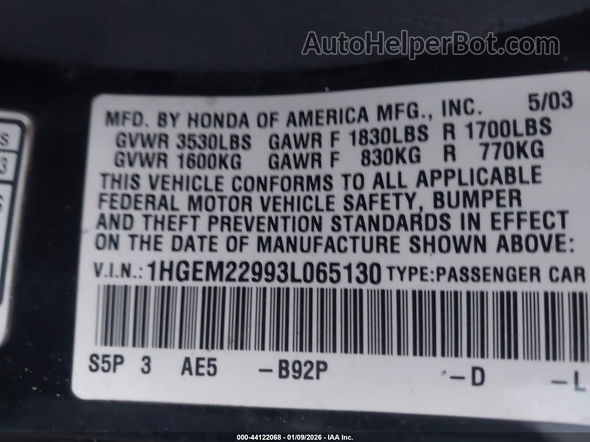 AutoHelperBot.com
MFD. BY HONDA OF AMERICA MFG., INC. 5/03
GVWR 3530LBS GAWR F 1830LBS R 1700LBS
GVWR 1600KG GAWR F 830KG R 770KG
THIS VEHICLE CONFORMS TO ALL APPLICABLE
FEDERAL MOTOR VEHICLE SAFETY, BUMPER
AND THEFT PREVENTION STANDARDS IN EFFECT
ON THE DATE OF MANUFACTURE SHOWN ABOVE:
V.I.N.: 1HGEM22993L065130 TYPE:PASSENGER CAR
S5P 3 AE5 -B92P -D -L
000-44122068 - 01/09/2026 - IAA Inc.